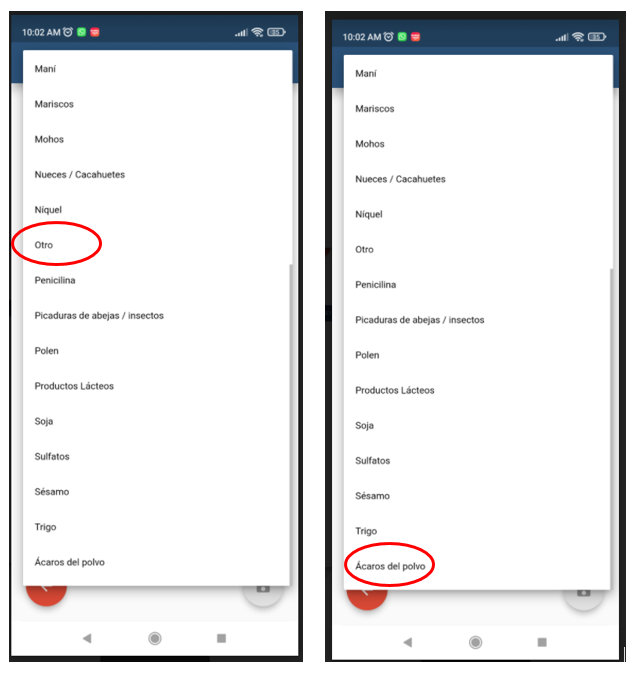 10:02 AM
55
Maní
Mariscos
Mohos
Nueces / Cacahuetes
Níquel
Otro
Penicilina
Picaduras de abejas / insectos
Polen
Productos Lácteos
Soja
Sulfatos
Sésamo
Trigo
Ácaros del polvo
10:02 AM
55
Maní
Mariscos
Mohos
Nueces / Cacahuetes
Níquel
Otro
Penicilina
Picaduras de abejas / insectos
Polen
Productos Lácteos
Soja
Sulfatos
Sésamo
Trigo
Ácaros del polvo